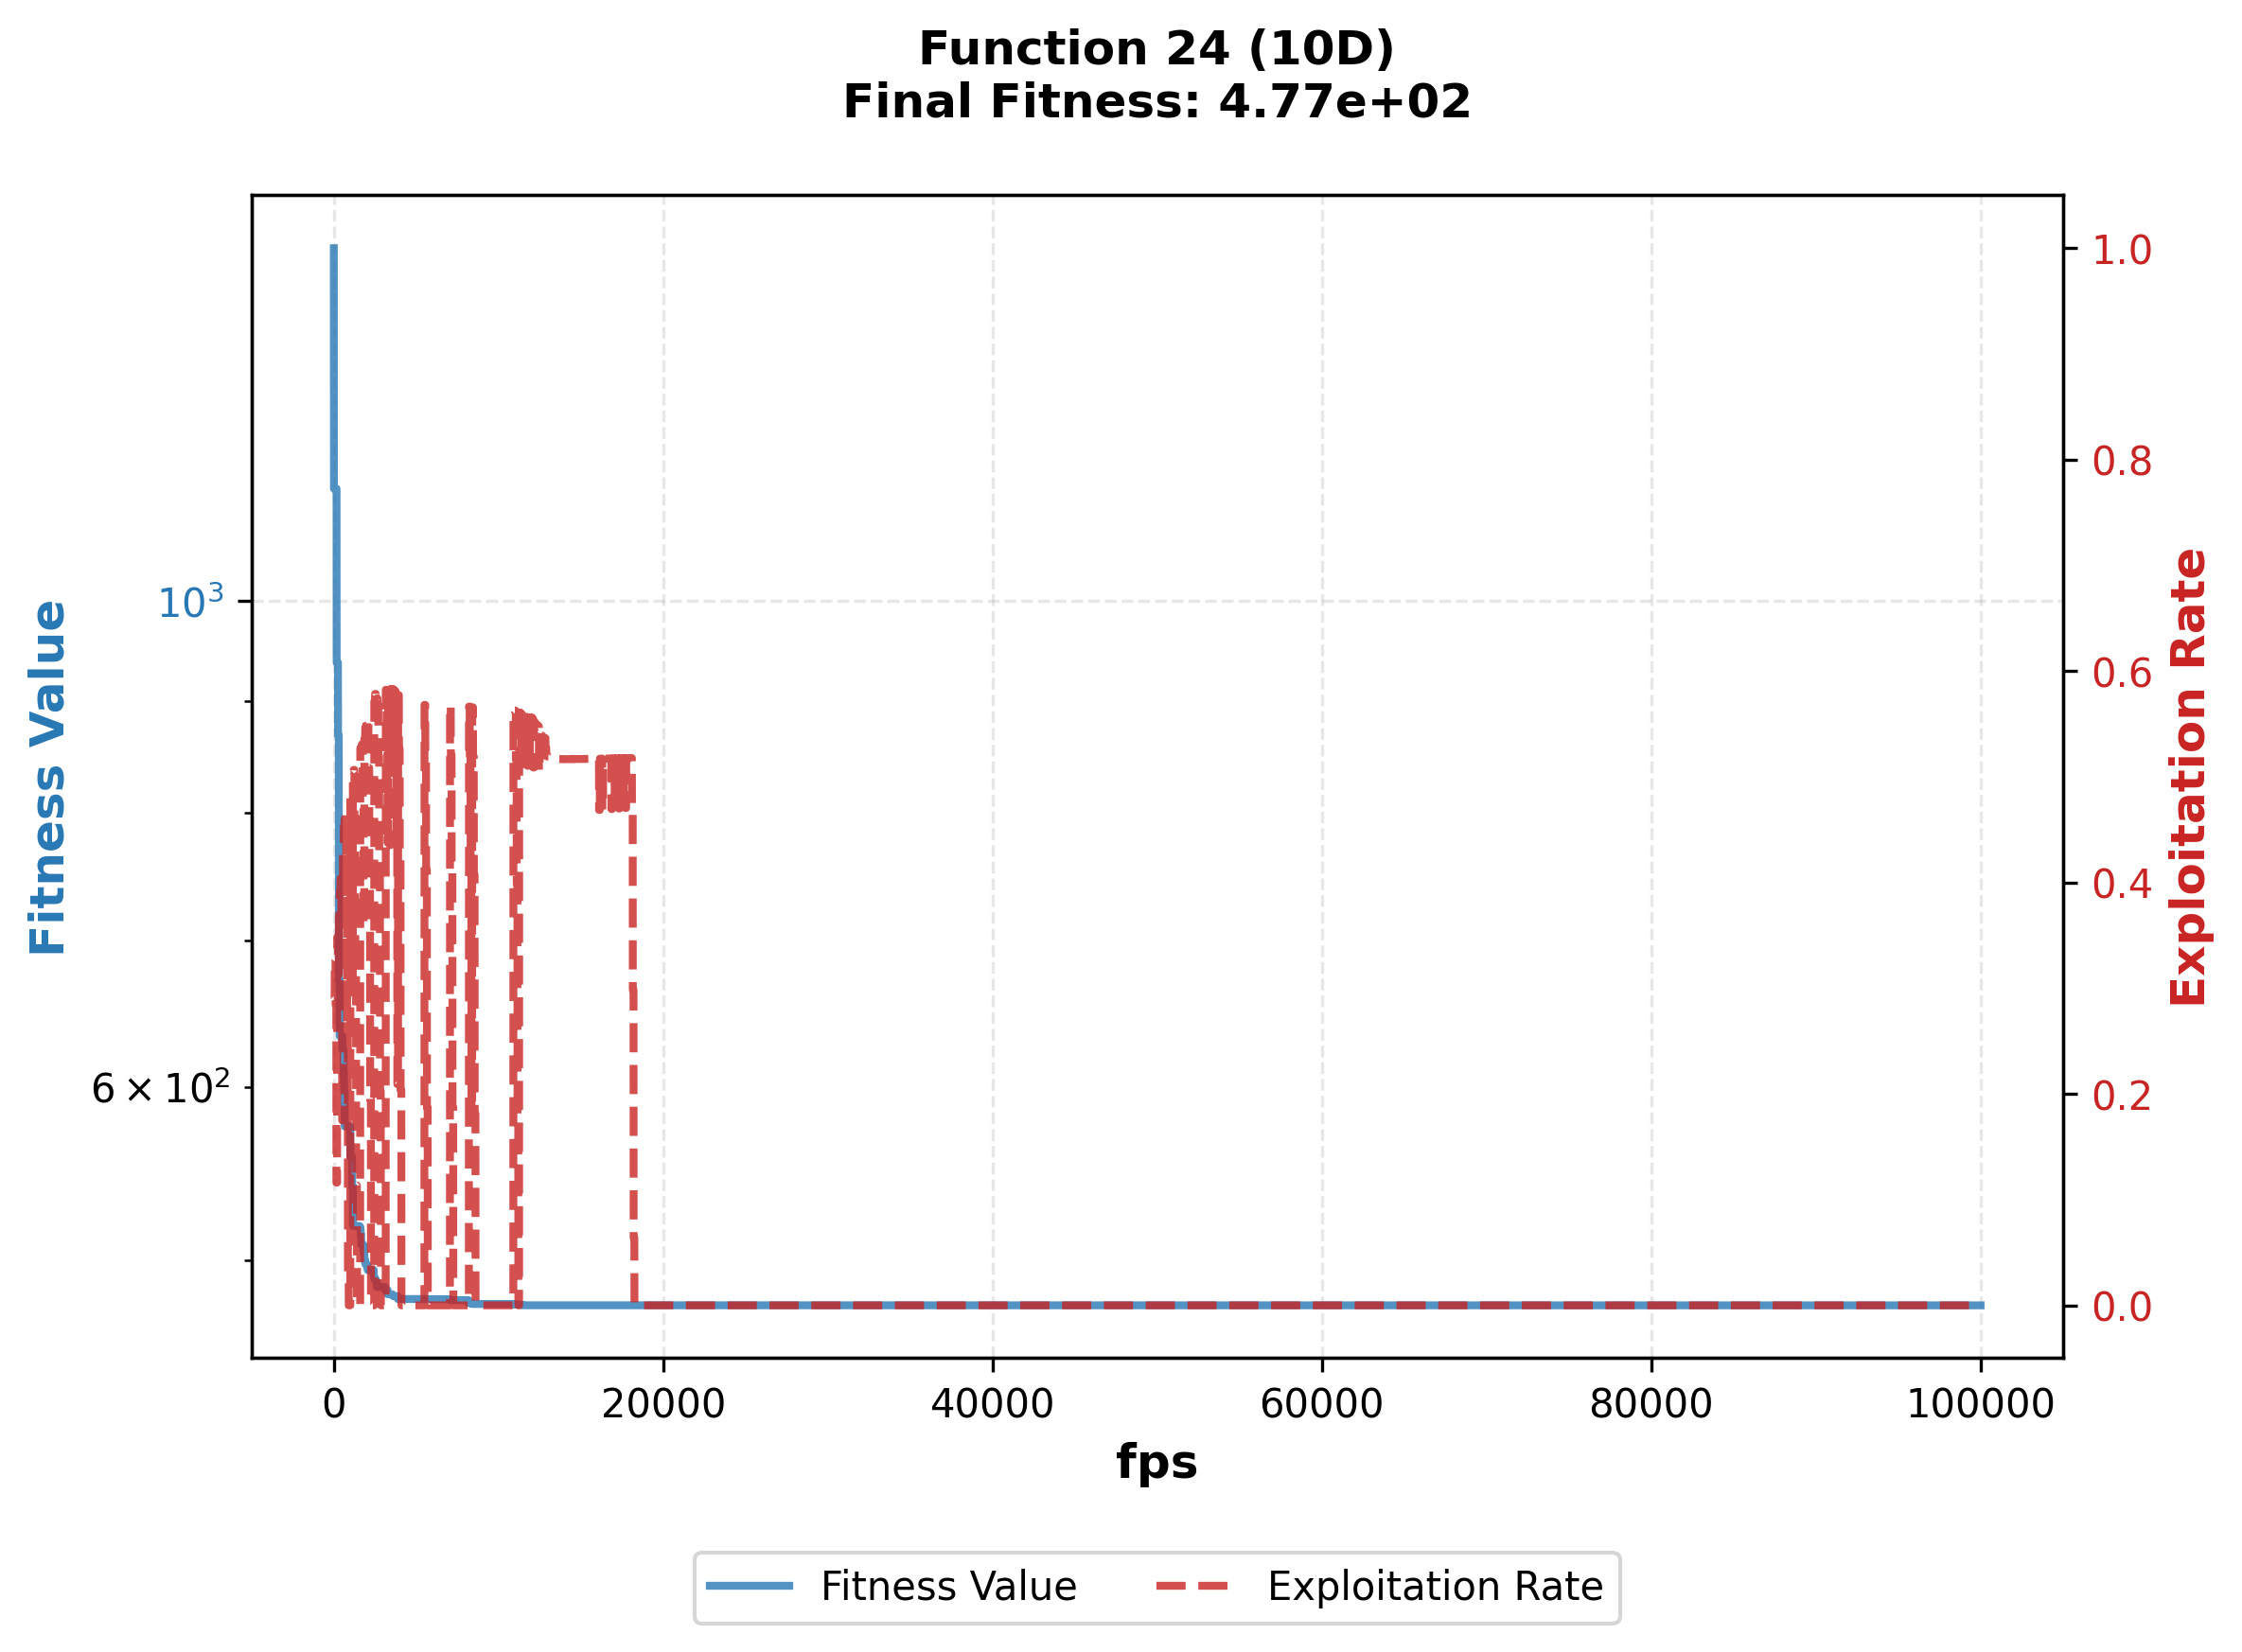 Function 24 (10D)
Final Fitness: 4.77e+02
Fitness Value
10³
6 × 10²
Exploitation Rate
1.0
0.8
0.6
0.4
0.2
0.0
0 20000 40000 60000 80000 100000
fps
Fitness Value Exploitation Rate